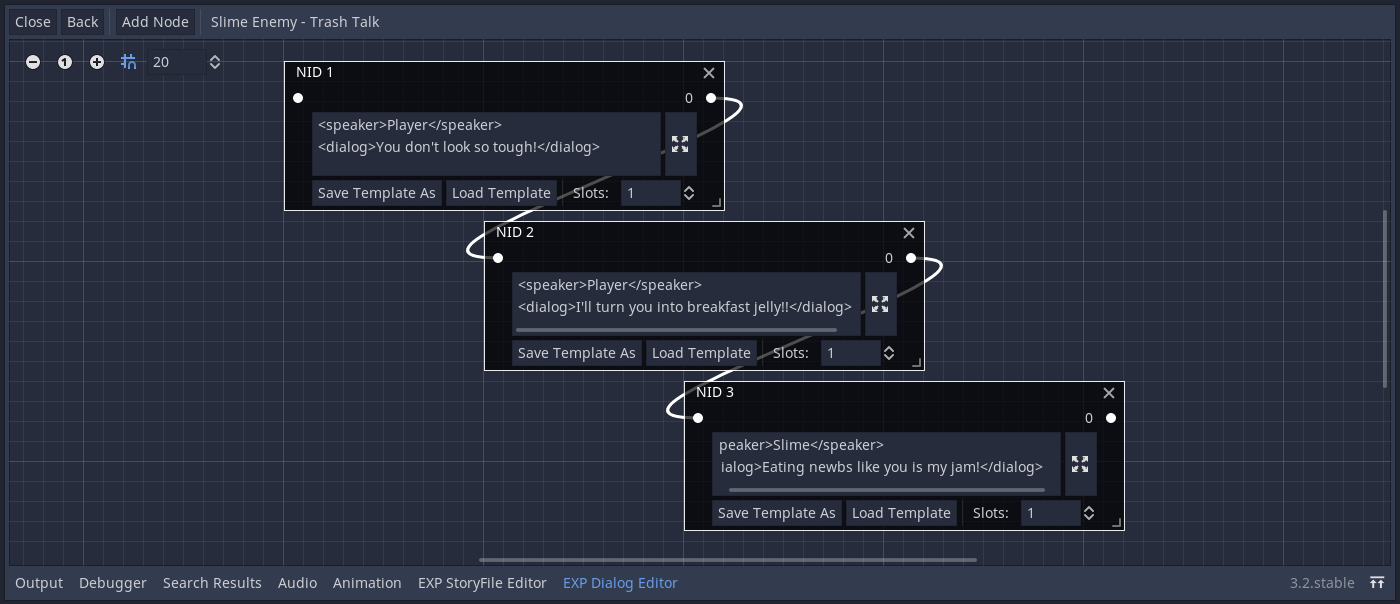 Close Back Add Node Slime Enemy - Trash Talk
1 20
NID 1
0
<speaker>Player</speaker>
<dialog>You don't look so tough!</dialog>
Save Template As Load Template Slots: 1
NID 2
0
<speaker>Player</speaker>
<dialog>I'll turn you into breakfast jelly!!</dialog>
Save Template As Load Template Slots: 1
NID 3
0
peaker>Slime</speaker>
ialog>Eating newbs like you is my jam!</dialog>
Save Template As Load Template Slots: 1
Output Debugger Search Results Audio Animation EXP StoryFile Editor EXP Dialog Editor 3.2.stable